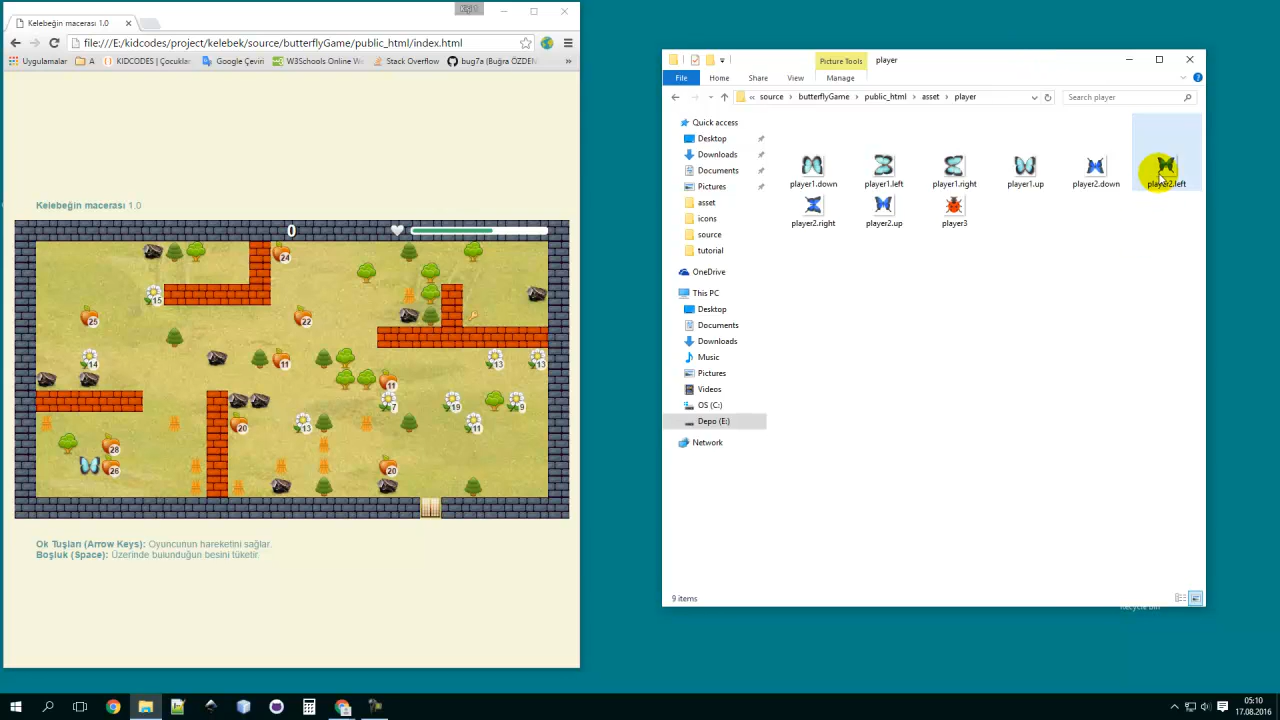 Kelebeğin macerası 1.0
file:///E:/kidcodes/project/kelebek/source/butterflyGame/public_html/index.html
Uygulamalar
A
KIDCODES | Çocuklar
Google Çeviri
W3Schools Online W
Stack Overflow
bug7a (Buğra ÖZDEN
»
Kelebeğin macerası 1.0
0
24
15
25
22
14
11
13
13
11
7
19
9
20
13
11
28
26
20
Ok Tuşları (Arrow Keys): Oyuncunun hareketini sağlar.
Boşluk (Space): Üzerinde bulunduğun besini tüketir.
Picture Tools
player
File
Home
Share
View
Manage
« source
butterflyGame
public_html
asset
player
Search player
Quick access
Desktop
Downloads
Documents
Pictures
asset
icons
source
tutorial
OneDrive
This PC
Desktop
Documents
Downloads
Music
Pictures
Videos
OS (C:)
Depo (E:)
Network
player1.down
player1.left
player1.right
player1.up
player2.down
player2.left
player2.right
player2.up
player3
9 items
Recycle Bin
05:10
17.08.2016